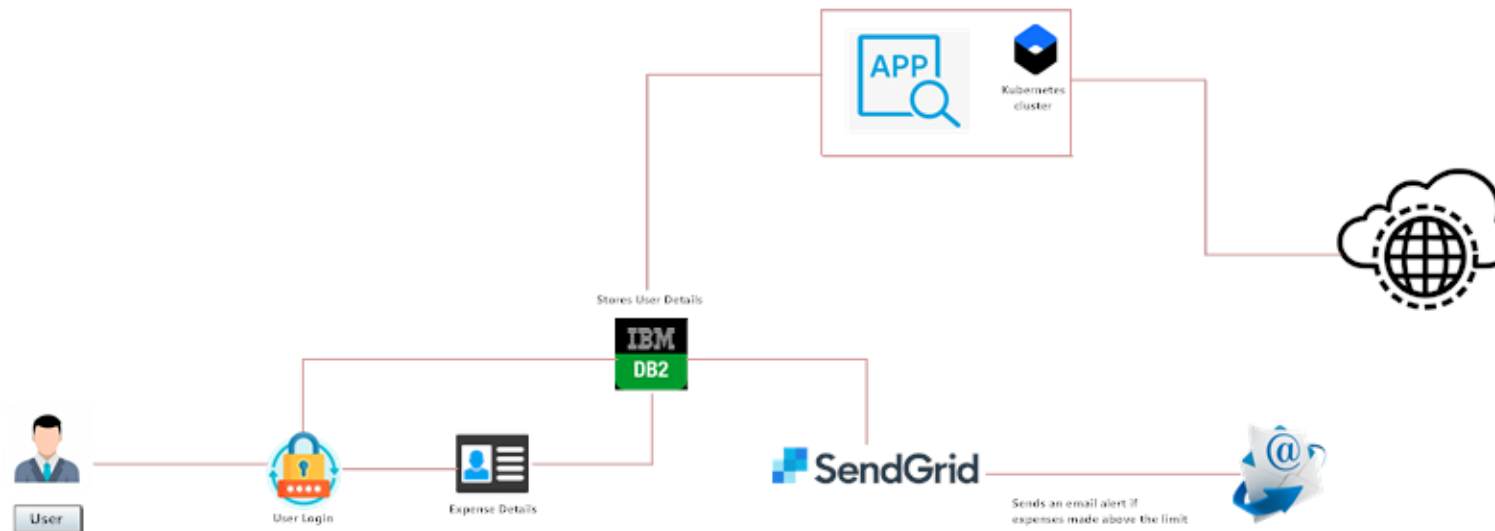 APP
Kubernetes
cluster
Stores User Details
IBM
DB2
SendGrid
@
User
User Login
Expense Details
Sends an email alert if
expenses made above the limit